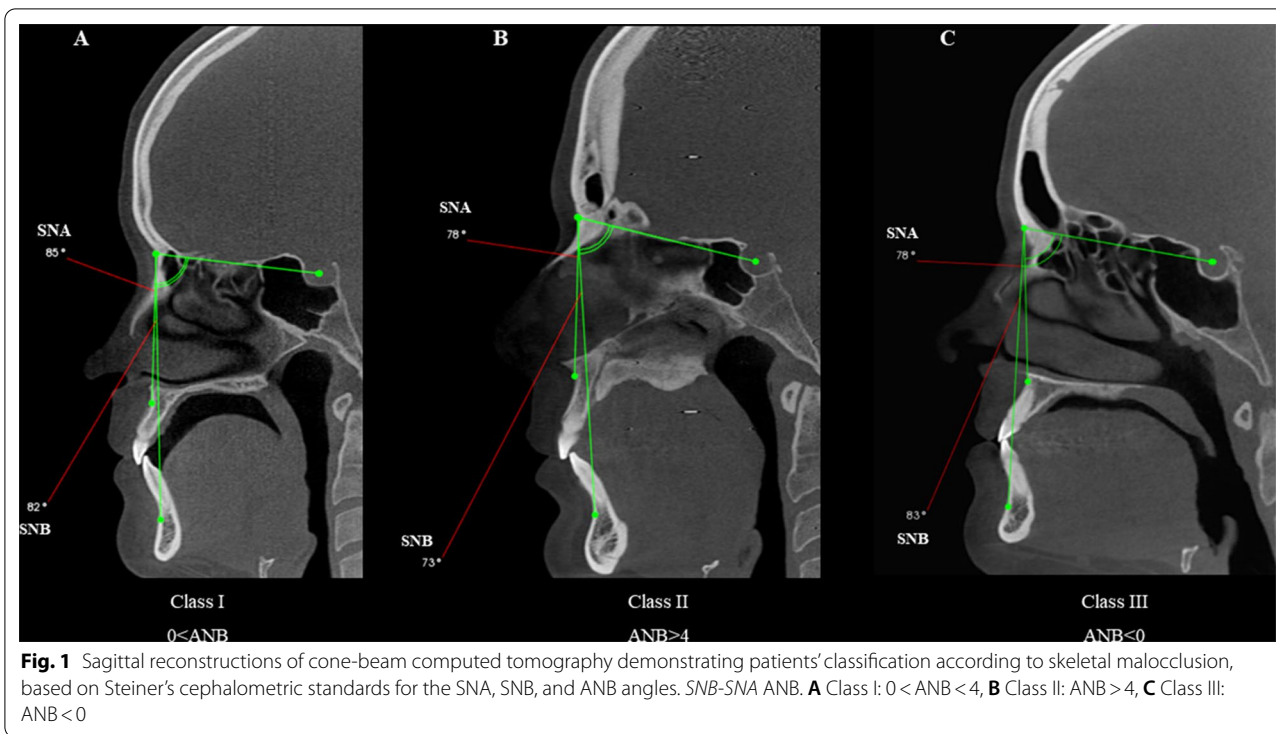 A
B
C
SNA
85°
82°
SNB
SNA
78°
SNB
73°
SNA
78°
83°
SNB
Class I
0<ANB
Class II
ANB>4
Class III
ANB<0
Fig. 1 Sagittal reconstructions of cone-beam computed tomography demonstrating patients' classification according to skeletal malocclusion,
based on Steiner's cephalometric standards for the SNA, SNB, and ANB angles. SNB-SNA ANB. A Class I: 0 < ANB < 4, B Class II: ANB > 4, C Class III:
ANB < 0